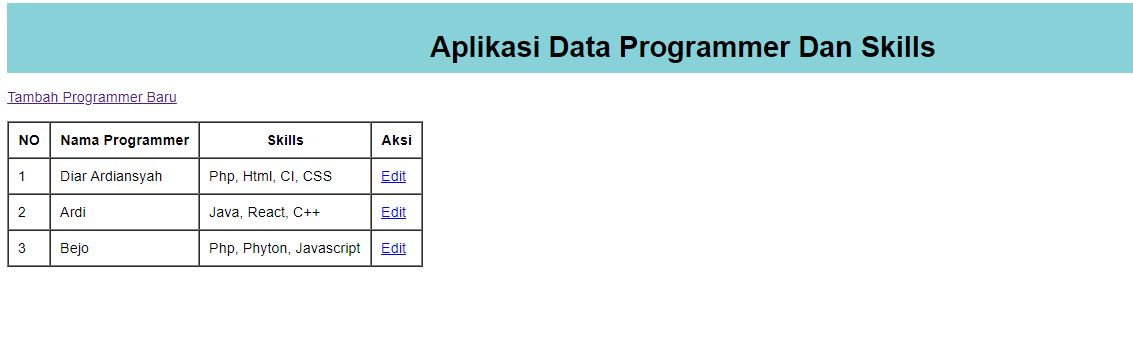 Aplikasi Data Programmer Dan Skills
Tambah Programmer Baru
NO Nama Programmer Skills Aksi
1 Diar Ardiansyah Php, Html, CI, CSS Edit
2 Ardi Java, React, C++ Edit
3 Bejo Php, Phyton, Javascript Edit